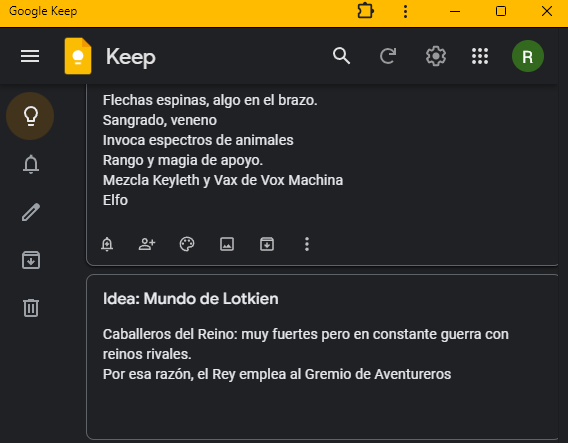 Google Keep
Keep
R
Flechas espinas, algo en el brazo.
Sangrado, veneno
Invoca espectros de animales
Rango y magia de apoyo.
Mezcla Keyleth y Vax de Vox Machina
Elfo
Idea: Mundo de Lotkien
Caballeros del Reino: muy fuertes pero en constante guerra con
reinos rivales.
Por esa razón, el Rey emplea al Gremio de Aventureros